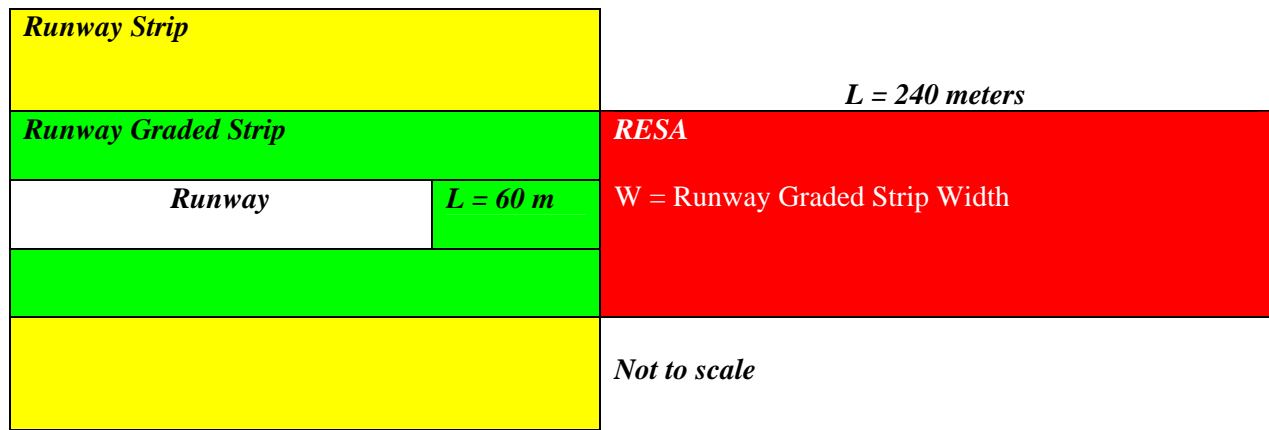 Runway Strip
L = 240 meters
Runway Graded Strip
RESA
Runway
L = 60 m
W = Runway Graded Strip Width
Not to scale